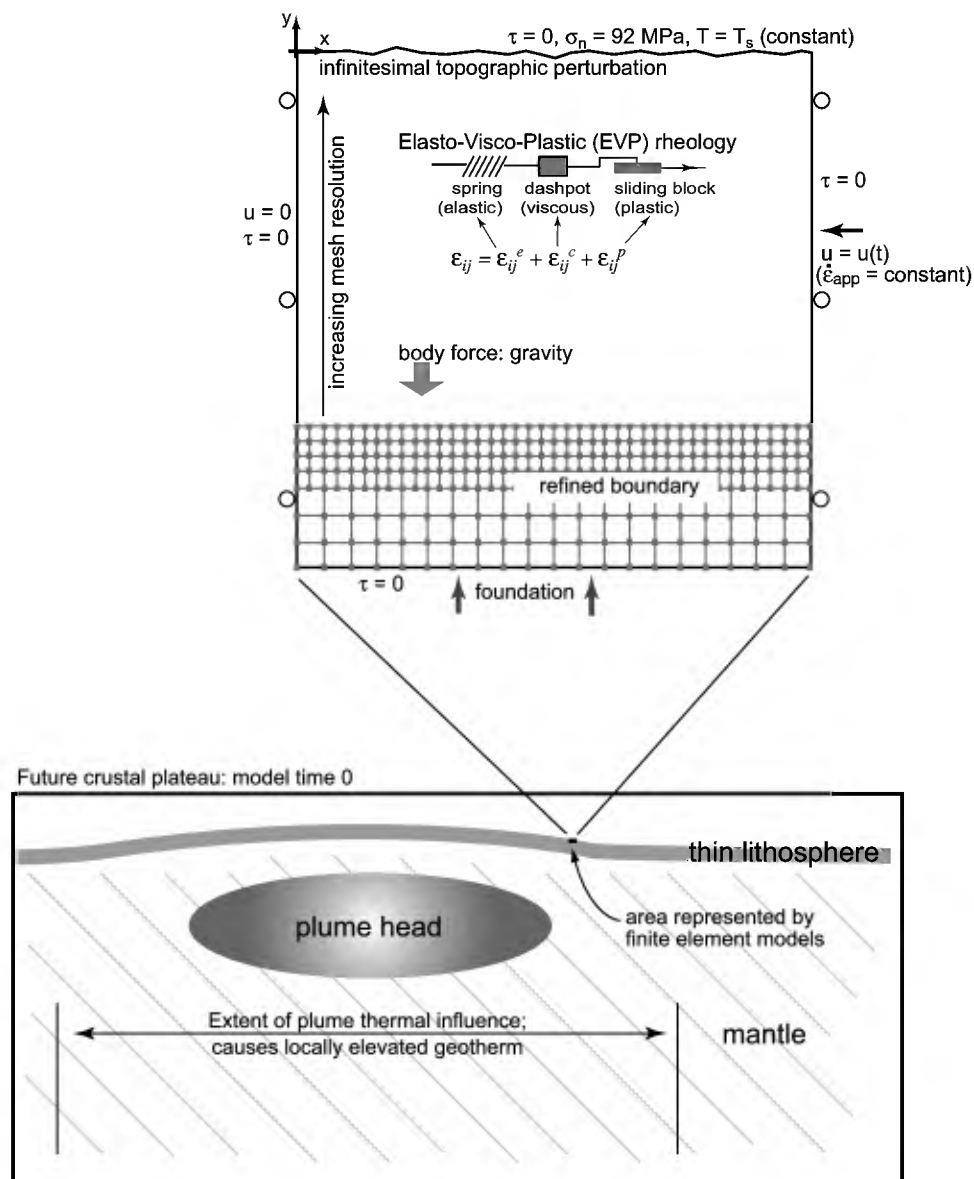 y
x
τ = 0, σn = 92 MPa, T = Ts (constant)
infinitesimal topographic perturbation
increasing mesh resolution
Elasto-Visco-Plastic (EVP) rheology
spring
(elastic)
dashpot
(viscous)
sliding block
(plastic)
εij = εij^e + εij^c + εij^p
u = 0
τ = 0
τ = 0
u = u(t)
(ε̇app = constant)
body force: gravity
refined boundary
τ = 0
foundation
Future crustal plateau: model time 0
thin lithosphere
plume head
area represented by
finite element models
Extent of plume thermal influence;
causes locally elevated geotherm
mantle